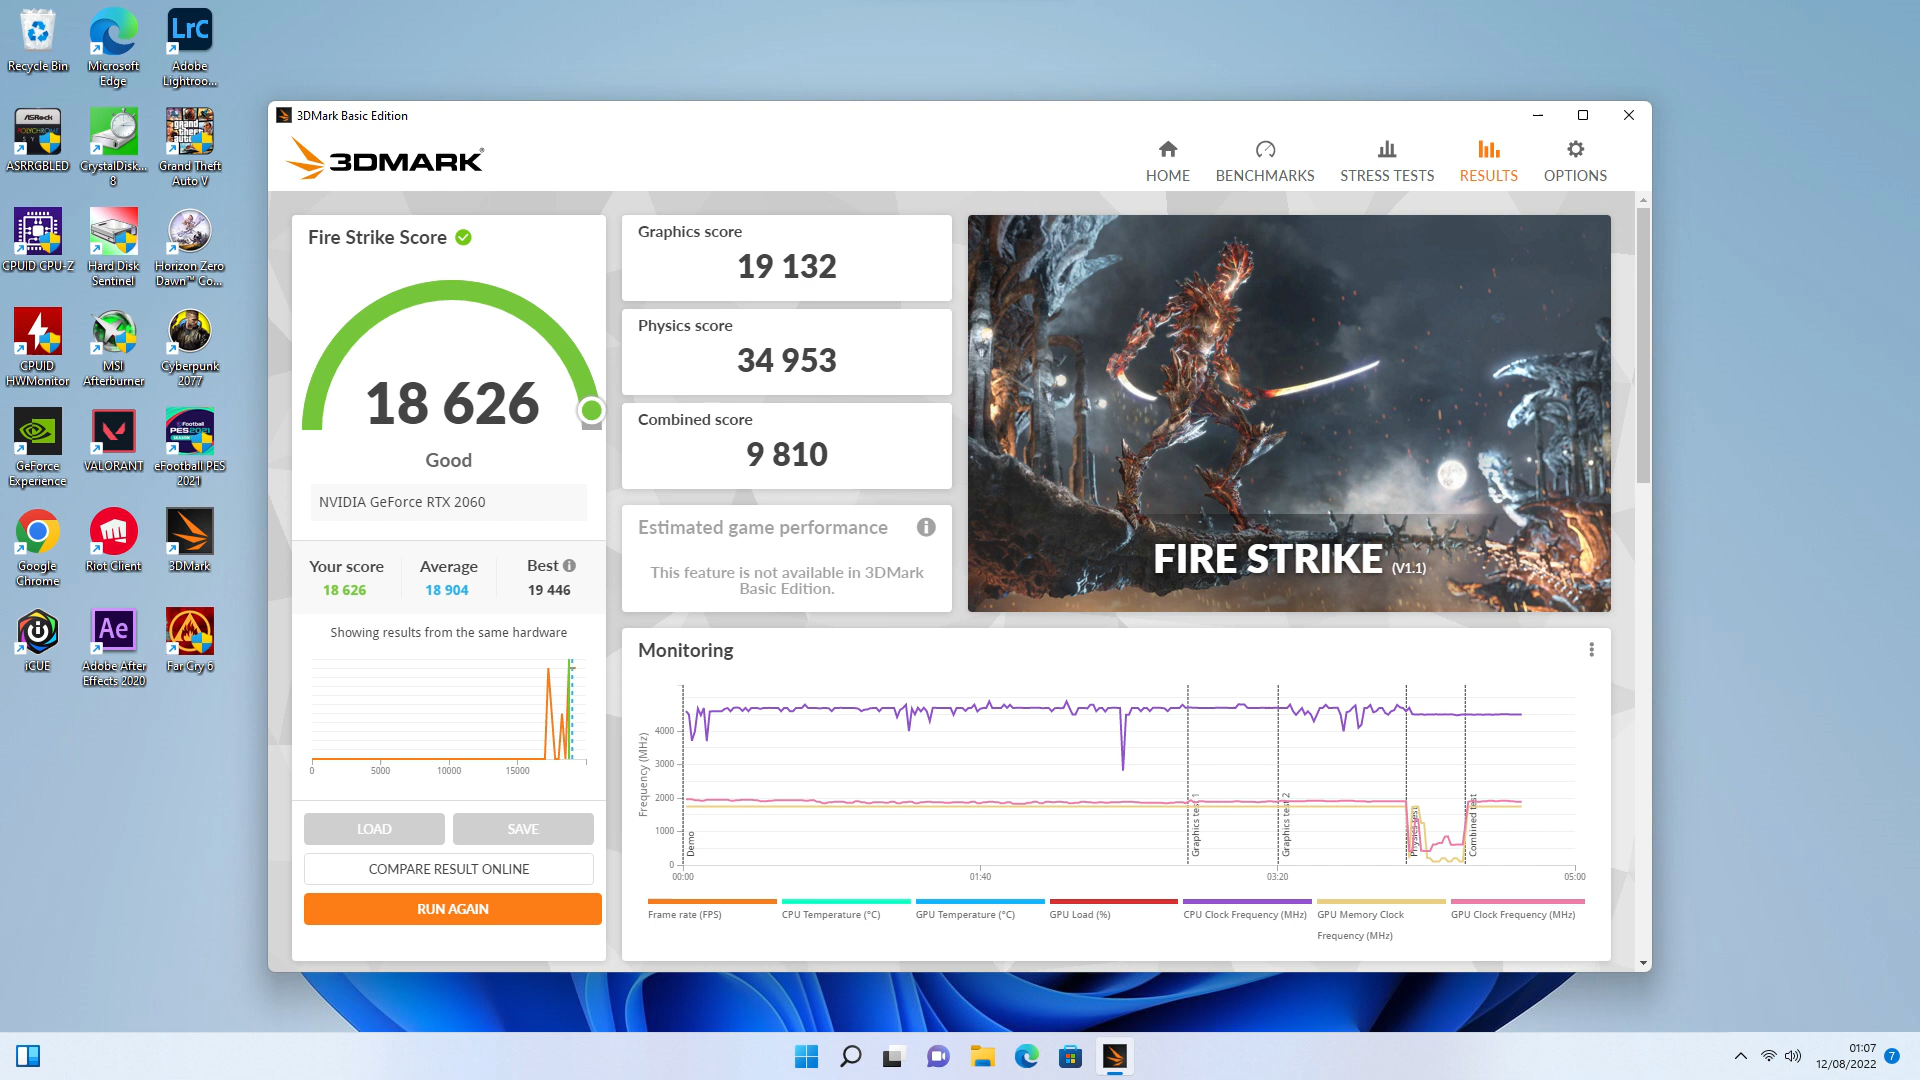 Recycle Bin
Microsoft
Edge
LrC
Adobe
Lightroo...
ASRock
ASRRGBLED
CrystalDisk...
8
Grand Theft
Auto V
CPUID CPU-Z
Hard Disk
Sentinel
Horizon Zero
Dawn™ Co...
CPUID
HWMonitor
MSI
Afterburner
Cyberpunk
2077
GeForce
Experience
VALORANT
eFootball PES
2021
Google
Chrome
Riot Client
3DMark
iCUE
Ae
Adobe After
Effects 2020
Far Cry 6
3DMark Basic Edition
3DMARK®
HOME
BENCHMARKS
STRESS TESTS
RESULTS
OPTIONS
Fire Strike Score
18 626
Good
NVIDIA GeForce RTX 2060
Your score
18 626
Average
18 904
Best
19 446
Showing results from the same hardware
0 5000 10000 15000
LOAD
SAVE
COMPARE RESULT ONLINE
RUN AGAIN
Graphics score
19 132
Physics score
34 953
Combined score
9 810
Estimated game performance
This feature is not available in 3DMark
Basic Edition.
FIRE STRIKE (V1.1)
Monitoring
Frequency (MHz)
4000
3000
2000
1000
0
Demo
Graphics test 1
Graphics test 2
Physics test
Combined test
00:00 01:40 03:20 05:00
Frame rate (FPS)
CPU Temperature (°C)
GPU Temperature (°C)
GPU Load (%)
CPU Clock Frequency (MHz)
GPU Memory Clock
Frequency (MHz)
GPU Clock Frequency (MHz)
01:07
12/08/2022
7